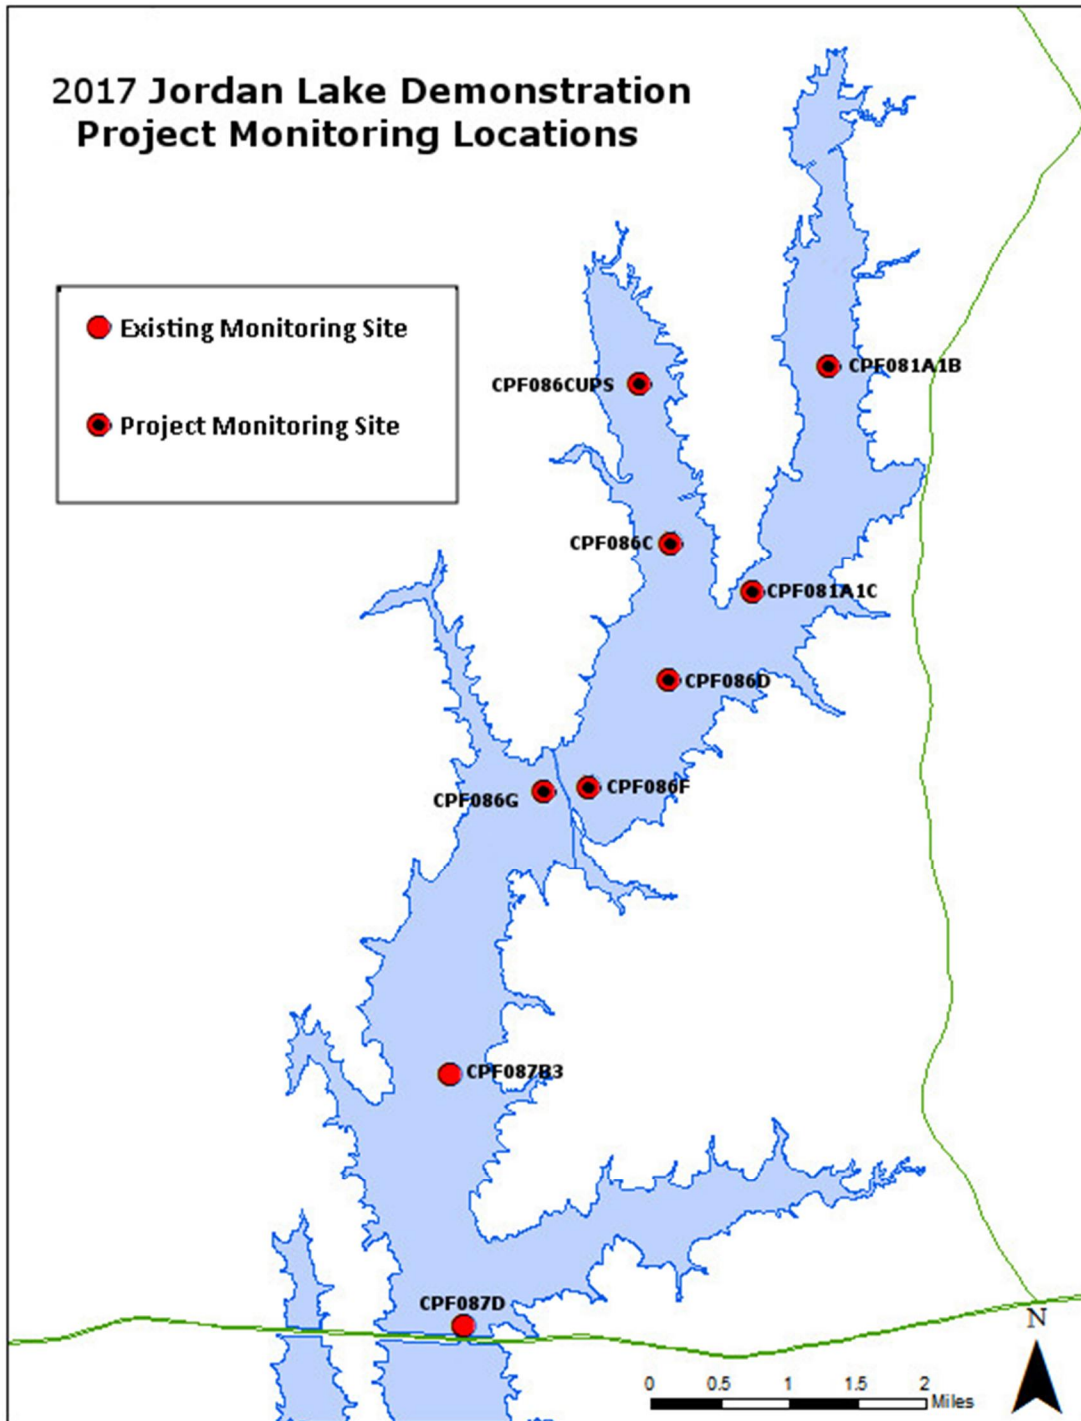 2017 Jordan Lake Demonstration
Project Monitoring Locations
Existing Monitoring Site
Project Monitoring Site
CPF081A1B
CPF086CUPS
CPF086C
CPF081A1C
CPF086D
CPF086F
CPF086G
CPF087B3
CPF087D
N
0 0.5 1 1.5 2
Miles